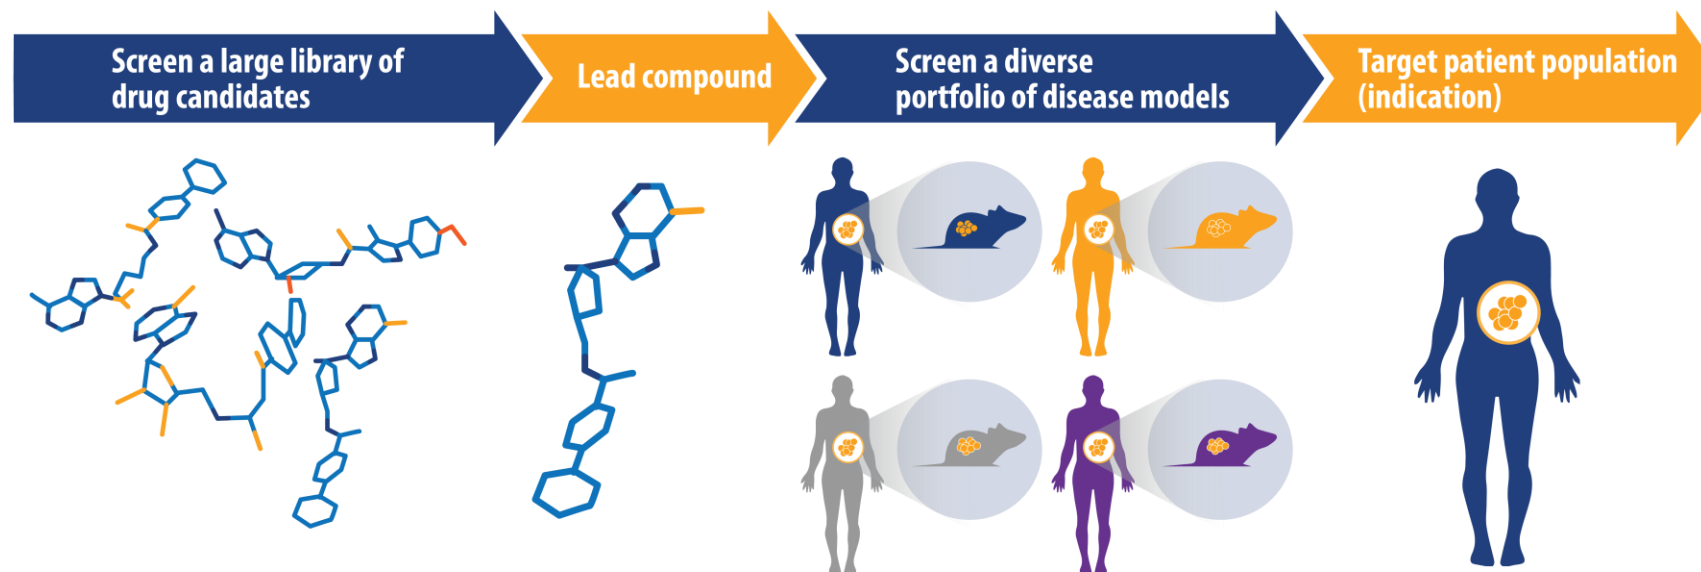 Screen a large library of
drug candidates
Lead compound
Screen a diverse
portfolio of disease models
Target patient population
(indication)